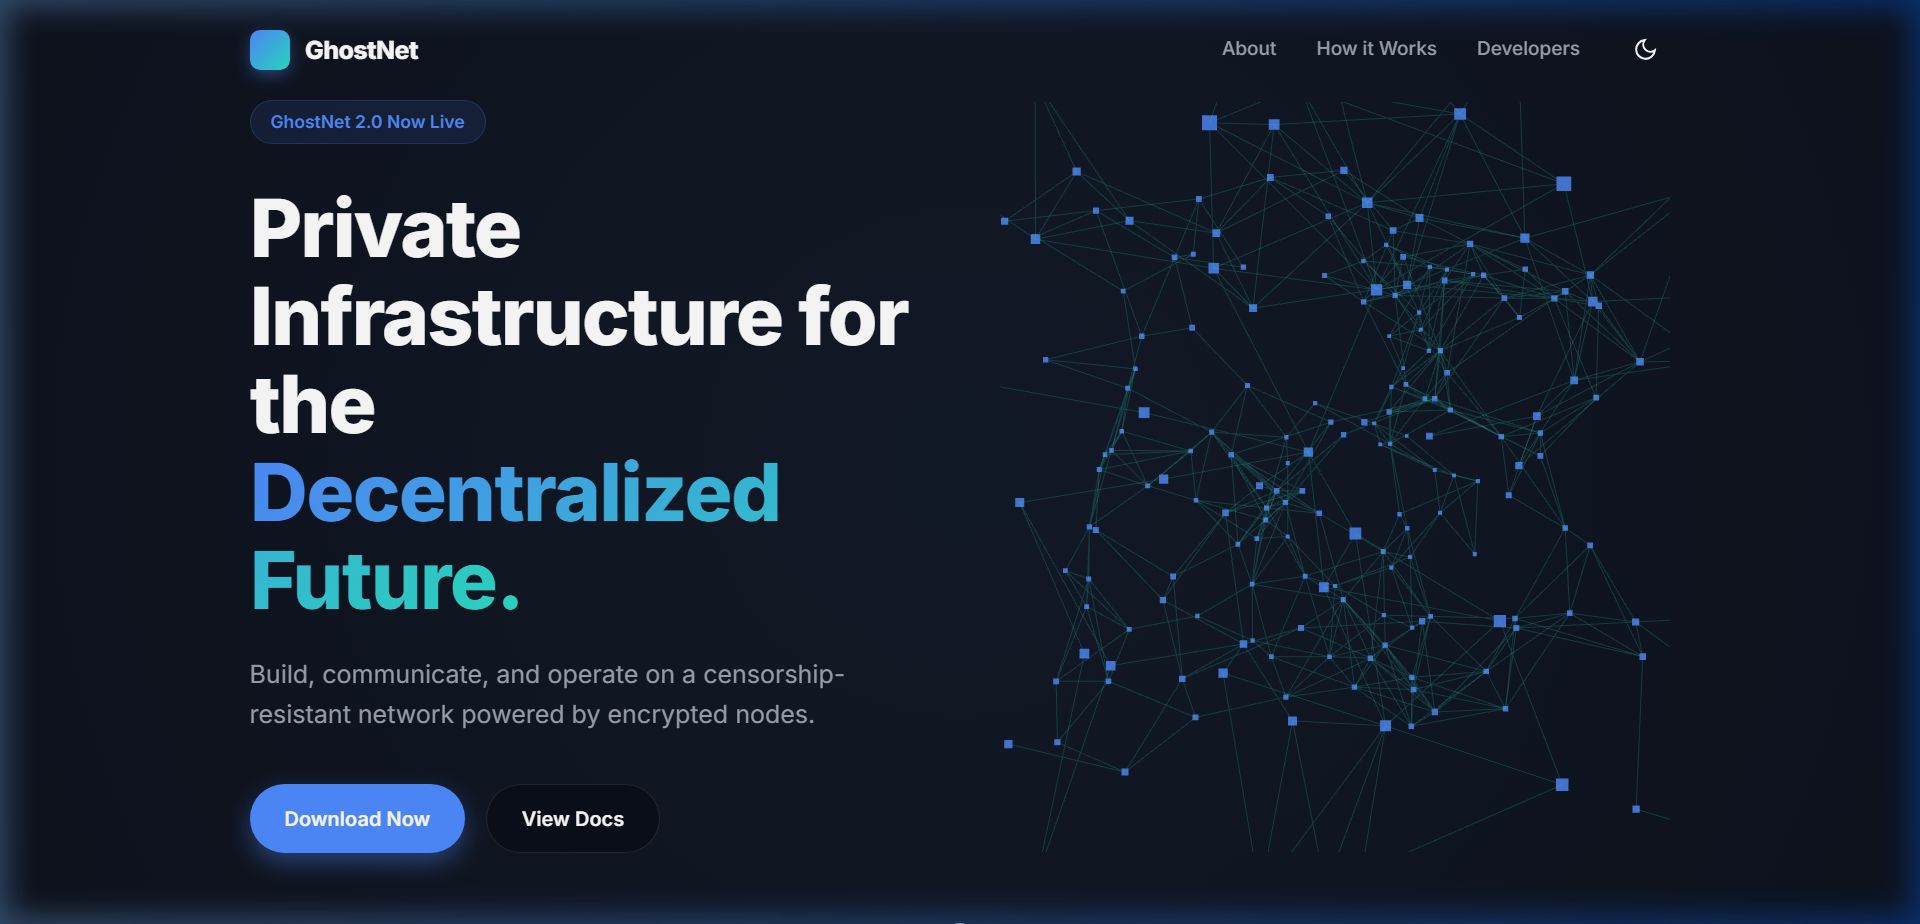 GhostNet
About
How it Works
Developers
GhostNet 2.0 Now Live
Private
Infrastructure for
the
Decentralized
Future.
Build, communicate, and operate on a censorship-
resistant network powered by encrypted nodes.
Download Now
View Docs